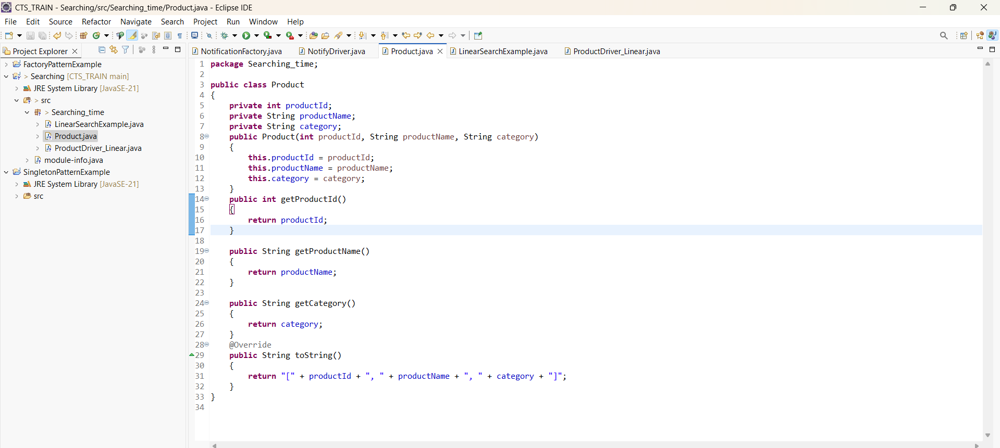 CTS_TRAIN - Searching/src/Searching_time/Product.java - Eclipse IDE
File Edit Source Refactor Navigate Search Project Run Window Help
Project Explorer
FactoryPatternExample
> Searching [CTS_TRAIN main]
JRE System Library [JavaSE-21]
> src
> Searching_time
LinearSearchExample.java
Product.java
ProductDriver_Linear.java
module-info.java
SingletonPatternExample
JRE System Library [JavaSE-21]
src
NotificationFactory.java NotifyDriver.java Product.java LinearSearchExample.java ProductDriver_Linear.java
1 package Searching_time;
2
3 public class Product
4 {
5     private int productId;
6     private String productName;
7     private String category;
8     public Product(int productId, String productName, String category)
9     {
10         this.productId = productId;
11         this.productName = productName;
12         this.category = category;
13     }
14     public int getProductId()
15     {
16         return productId;
17     }
18
19     public String getProductName()
20     {
21         return productName;
22     }
23
24     public String getCategory()
25     {
26         return category;
27     }
28     @Override
29     public String toString()
30     {
31         return "[" + productId + ", " + productName + ", " + category + "]";
32     }
33 }
34